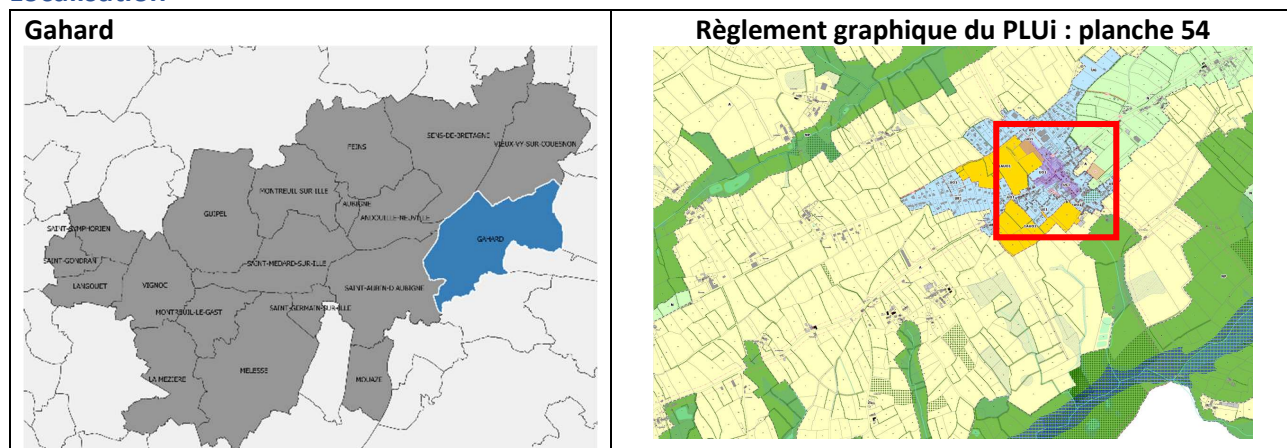 Gahard
Règlement graphique du PLUi : planche 54
SENS-DE-BRETAGNE
VIEUX-VY-SUR-COUESNON
FEINS
MONTREUIL-SUR-ILLE
AUBIGNE
ANDOUILLE-NEUVILLE
GUIPEL
GAHARD
SAINT-SYMPHORIEN
SAINT-GONDRAN
SAINT-MEDARD-SUR-ILLE
LANGOUET
VIGNOC
SAINT-AUBIN-D AUBIGNE
MONTREUIL-LE-GAST
SAINT-GERMAIN-SUR-ILLE
LA MEZIERE
MELESSE
MOUAZE